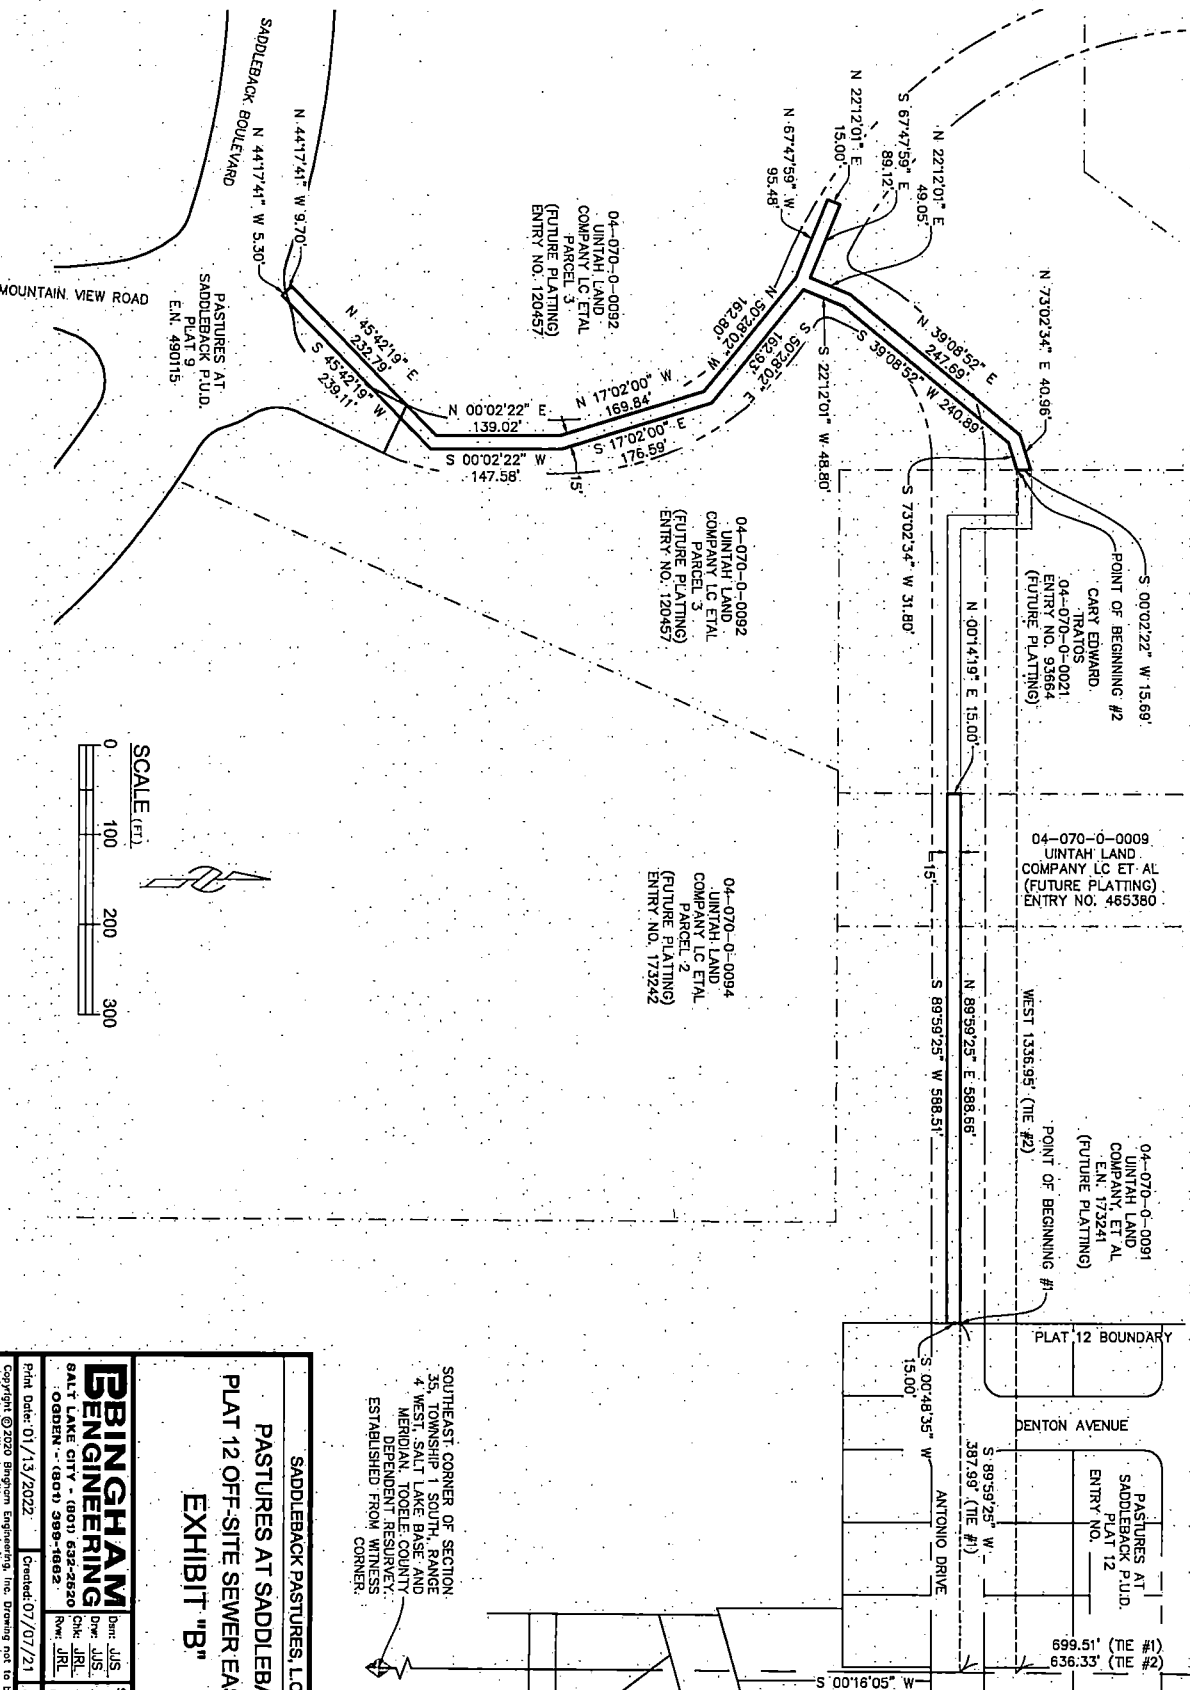 SADDLEBACK BOULEVARD
N 44°17'41" W 9.70'
N 44°17'41" W 5.30'
MOUNTAIN VIEW ROAD
PASTURES AT
SADDLEBACK P.U.D.
PLAT 9
E.N. 490115
N 22°12'01" E
15.00'
S 67°47'59" E
89.12'
N 22°12'01" E
49.05'
N 67°47'59" W
95.48'
04-070-0-0092
UINTAH LAND
COMPANY LC ETAL
PARCEL 3
(FUTURE PLATTING)
ENTRY NO. 120457
N 73°02'34" E 40.96'
N 39°08'52" E
247.69'
S 39°08'52" W 240.89'
S 22°12'01" W 48.80'
N 50°28'02" W
162.80
S 50°28'02" E
162.93'
N 45°42'19" E
232.79'
S 45°42'19" W
239.11'
N 00°02'22" E
139.02'
S 00°02'22" W
147.58'
N 17°02'00" W
169.84'
S 17°02'00" E
176.59'
15'
S 73°02'34" W 31.80'
S 00°02'22" W 15.69'
POINT OF BEGINNING #2
CARY EDWARD
TRATOS
04-070-0-0021
ENTRY NO. 93664
(FUTURE PLATTING)
04-070-0-0092
UINTAH LAND
COMPANY LC ETAL
PARCEL 3
(FUTURE PLATTING)
ENTRY NO. 120457
N 00°14'19" E 15.00'
04-070-0-0009
UINTAH LAND
COMPANY LC ET AL
(FUTURE PLATTING)
ENTRY NO. 465380
15'
SCALE (FT)
0 100 200 300
04-070-0-0094
UINTAH LAND
COMPANY LC ETAL
PARCEL 2
(FUTURE PLATTING)
ENTRY NO. 173242
WEST 1336.95' (TIE #2)
N 89°59'25" E 588.66'
S 89°59'25" W 588.51'
04-070-0-0091
UINTAH LAND
COMPANY, ET AL
E.N. 173241
(FUTURE PLATTING)
POINT OF BEGINNING #1
PLAT 12 BOUNDARY
S 00°48'35" W
15.00'
DENTON AVENUE
S 89°59'25" W
387.99' (TIE #1)
PASTURES AT
SADDLEBACK P.U.D.
PLAT 12
ENTRY NO.
ANTONIO DRIVE
699.51' (TIE #1)
636.33' (TIE #2)
S 00°16'05" W
SOUTHEAST CORNER OF SECTION
35, TOWNSHIP 1 SOUTH, RANGE
4 WEST, SALT LAKE BASE AND
MERIDIAN, TOOELE COUNTY
DEPENDENT RESURVEY.
ESTABLISHED FROM WITNESS
CORNER.
SADDLEBACK PASTURES, L.C
PASTURES AT SADDLEBA
PLAT 12 OFF-SITE SEWER EAS
EXHIBIT "B"
BINGHAM
ENGINEERING
SALT LAKE CITY - (801) 532-2520
OGDEN - (801) 399-1662
Dsn: JJS
Drw: JJS
Chk: JRL
Rvw: JRL
Print Date: 01/13/2022
Created: 07/07/21
Copyright © 2020 Bingham Engineering, Inc. Drawing not to b